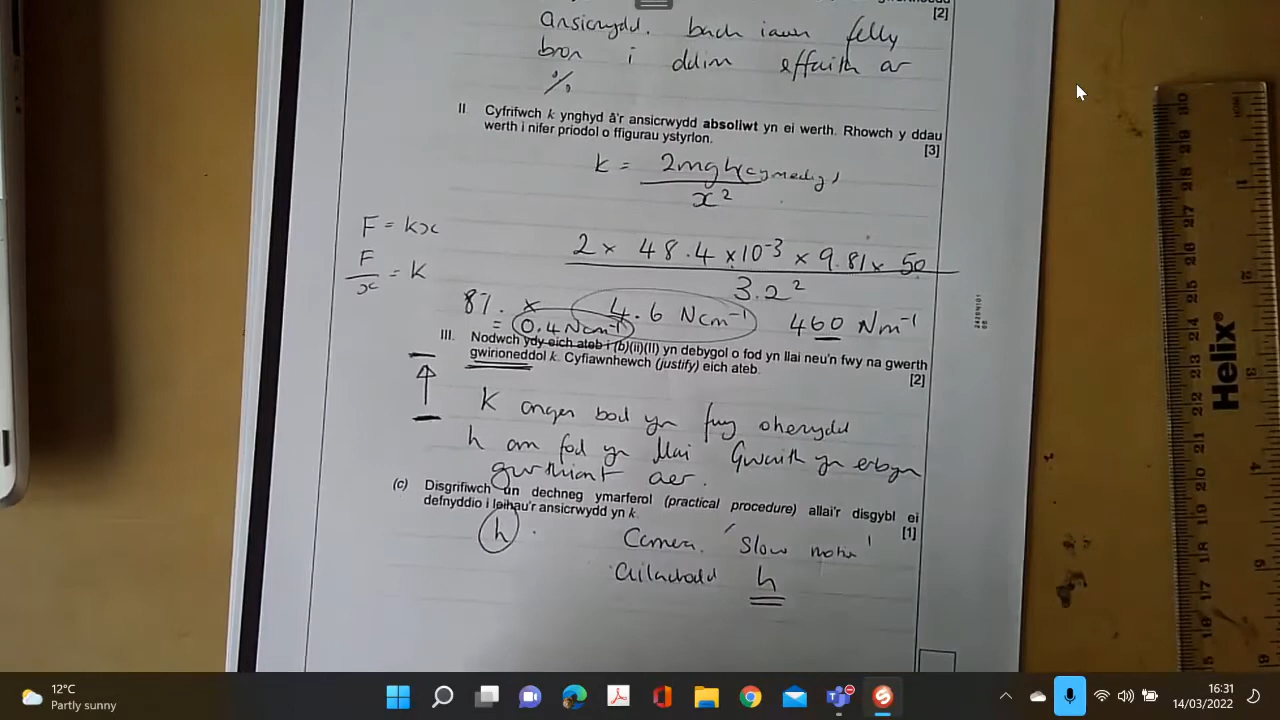 [2]
Ansicrydd. bach iawn felly
bron i ddim effaith ar
%
II. Cyfrifwch k ynghyd â'r ansicrwydd absoliwt yn ei werth. Rhowch y ddau
werth i nifer priodol o ffigurau ystyrlon.
[3]
k = 2mgh(cymedrig)
x²
F = kx
F
x = k
2 × 48.4 × 10⁻³ × 9.81 × 50
3.2²
8% × 4.6 Ncm⁻¹ 460 Nm⁻¹
= 0.4 Ncm⁻¹
III. Nodwch ydy eich ateb i (b)(ii)(II) yn debygol o fod yn llai neu'n fwy na gwerth
gwirioneddol k. Cyfiawnhewch (justify) eich ateb.
[2]
K angen bod yn fwy oherydd
h am fod yn llai Gwaith yn erbyn
gwrthiant aer.
(c) Disgrifiwch un dechneg ymarferol (practical procedure) allai'r disgybl ei
defnyddio i leihau'r ansicrwydd yn k.
[1]
h . Camera. 'Slow motion'
Ailadrodd h
Helix
12°C
Partly sunny
16:31
14/03/2022